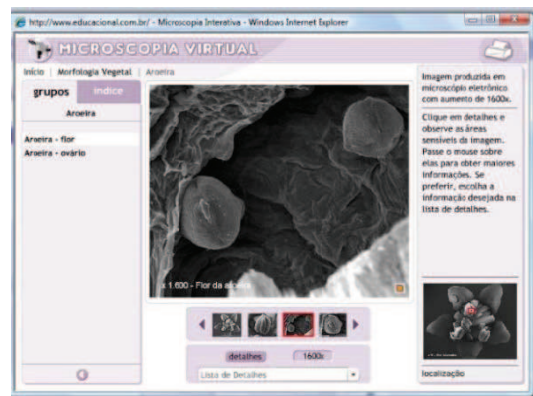 http://www.educacional.com.br/ - Microscopia Interativa - Windows Internet Explorer
MICROSCOPIA VIRTUAL
Início | Morfologia Vegetal | Aroeira
grupos
índice
Aroeira
Aroeira - flor
Aroeira - ovário
x 1.600 - Flor da aroeira
detalhes
1600x
Lista de Detalhes
Imagem produzida em
microscópio eletrônico
com aumento de 1600x.
Clique em detalhes e
observe as áreas
sensíveis da imagem.
Passe o mouse sobre
elas para obter maiores
informações. Se
preferir, escolha a
informação desejada na
lista de detalhes.
localização